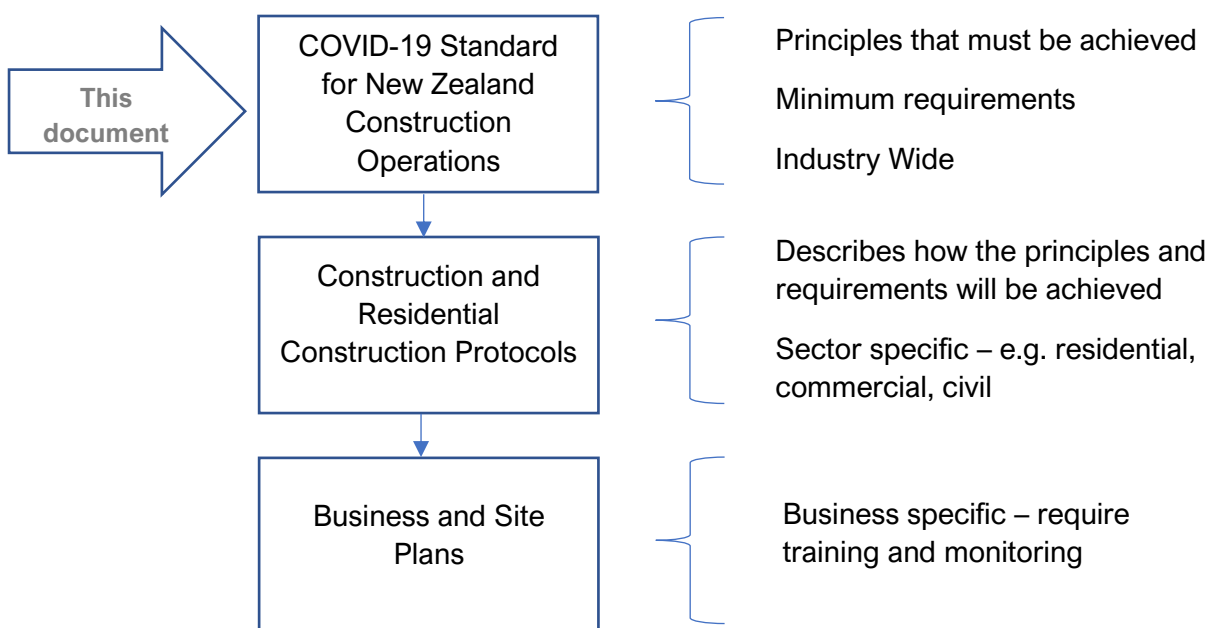 This
document
COVID-19 Standard
for New Zealand
Construction
Operations
Principles that must be achieved
Minimum requirements
Industry Wide
Construction and
Residential
Construction Protocols
Describes how the principles and
requirements will be achieved
Sector specific – e.g. residential,
commercial, civil
Business and Site
Plans
Business specific – require
training and monitoring